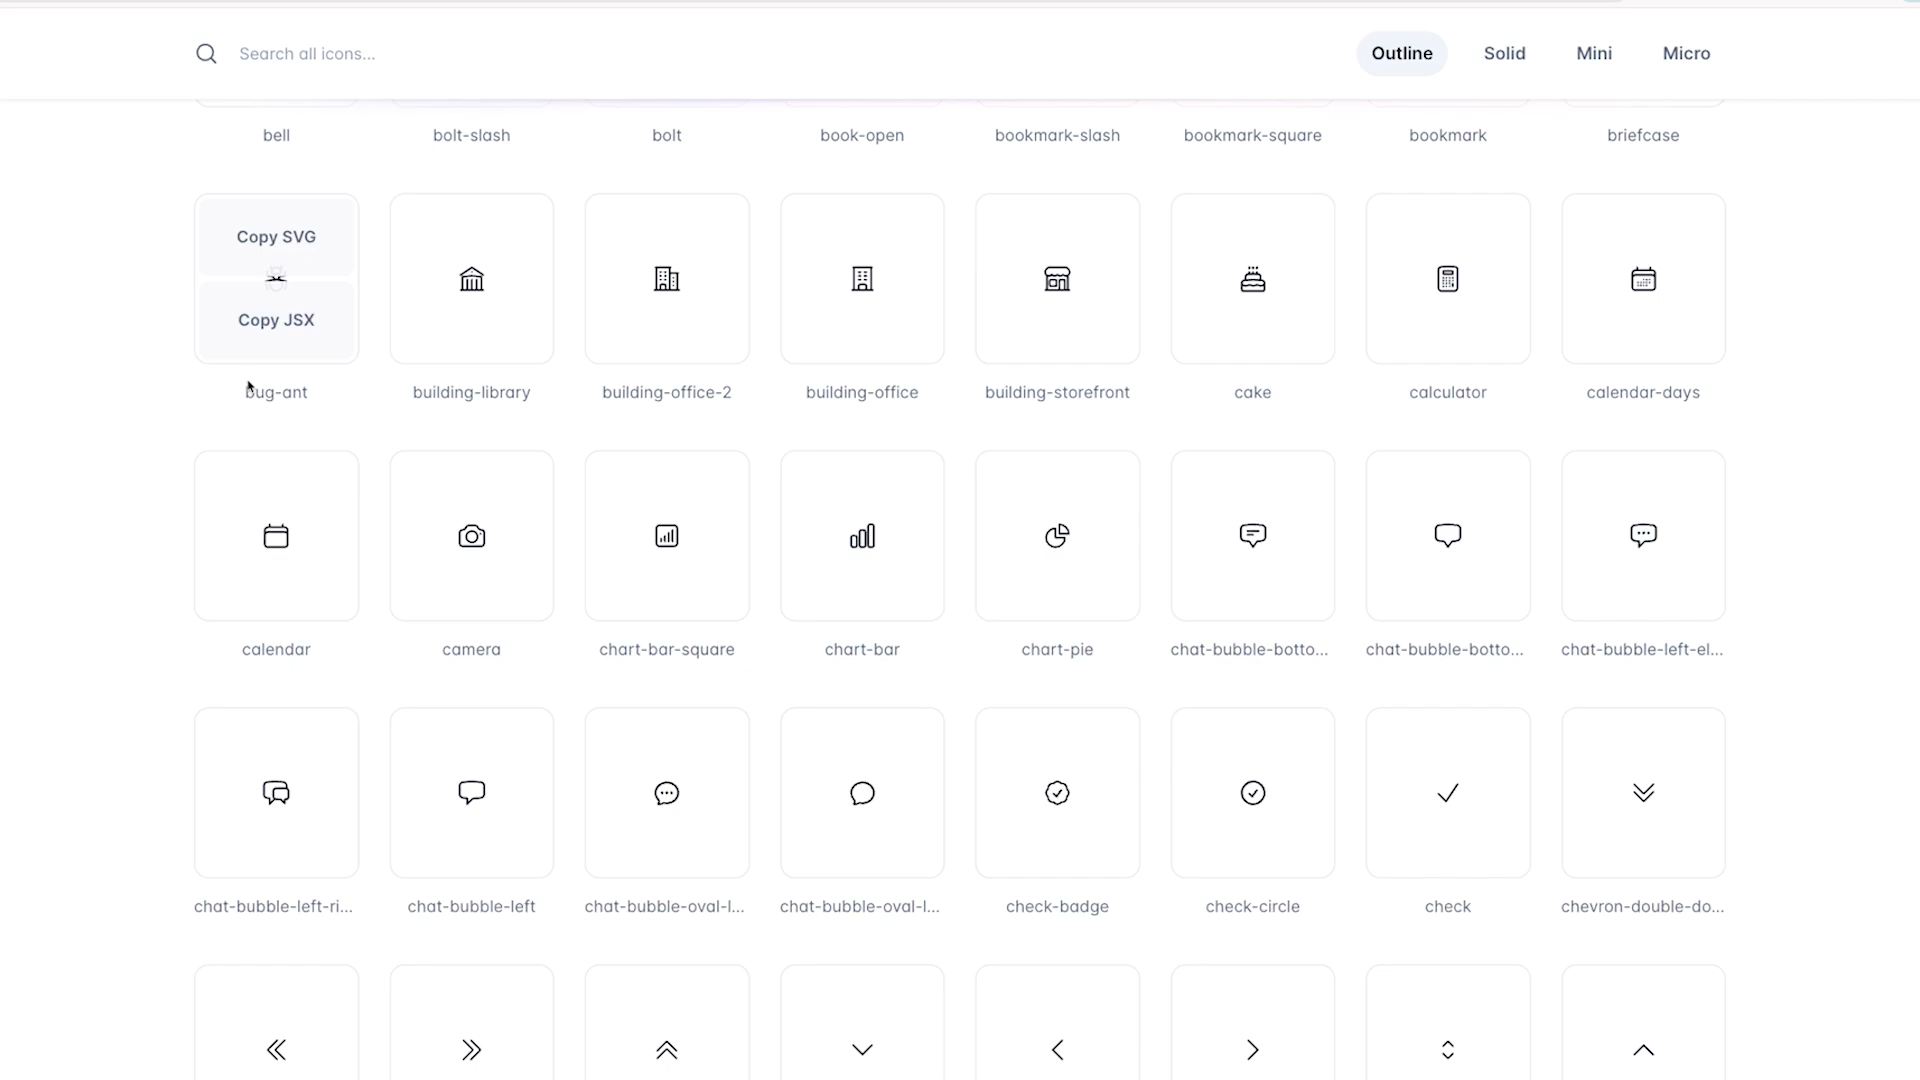 Search all icons...
Outline
Solid
Mini
Micro
bell
bolt-slash
bolt
book-open
bookmark-slash
bookmark-square
bookmark
briefcase
Copy SVG
Copy JSX
bug-ant
building-library
building-office-2
building-office
building-storefront
cake
calculator
calendar-days
calendar
camera
chart-bar-square
chart-bar
chart-pie
chat-bubble-botto...
chat-bubble-botto...
chat-bubble-left-el...
chat-bubble-left-ri...
chat-bubble-left
chat-bubble-oval-l...
chat-bubble-oval-l...
check-badge
check-circle
check
chevron-double-do...